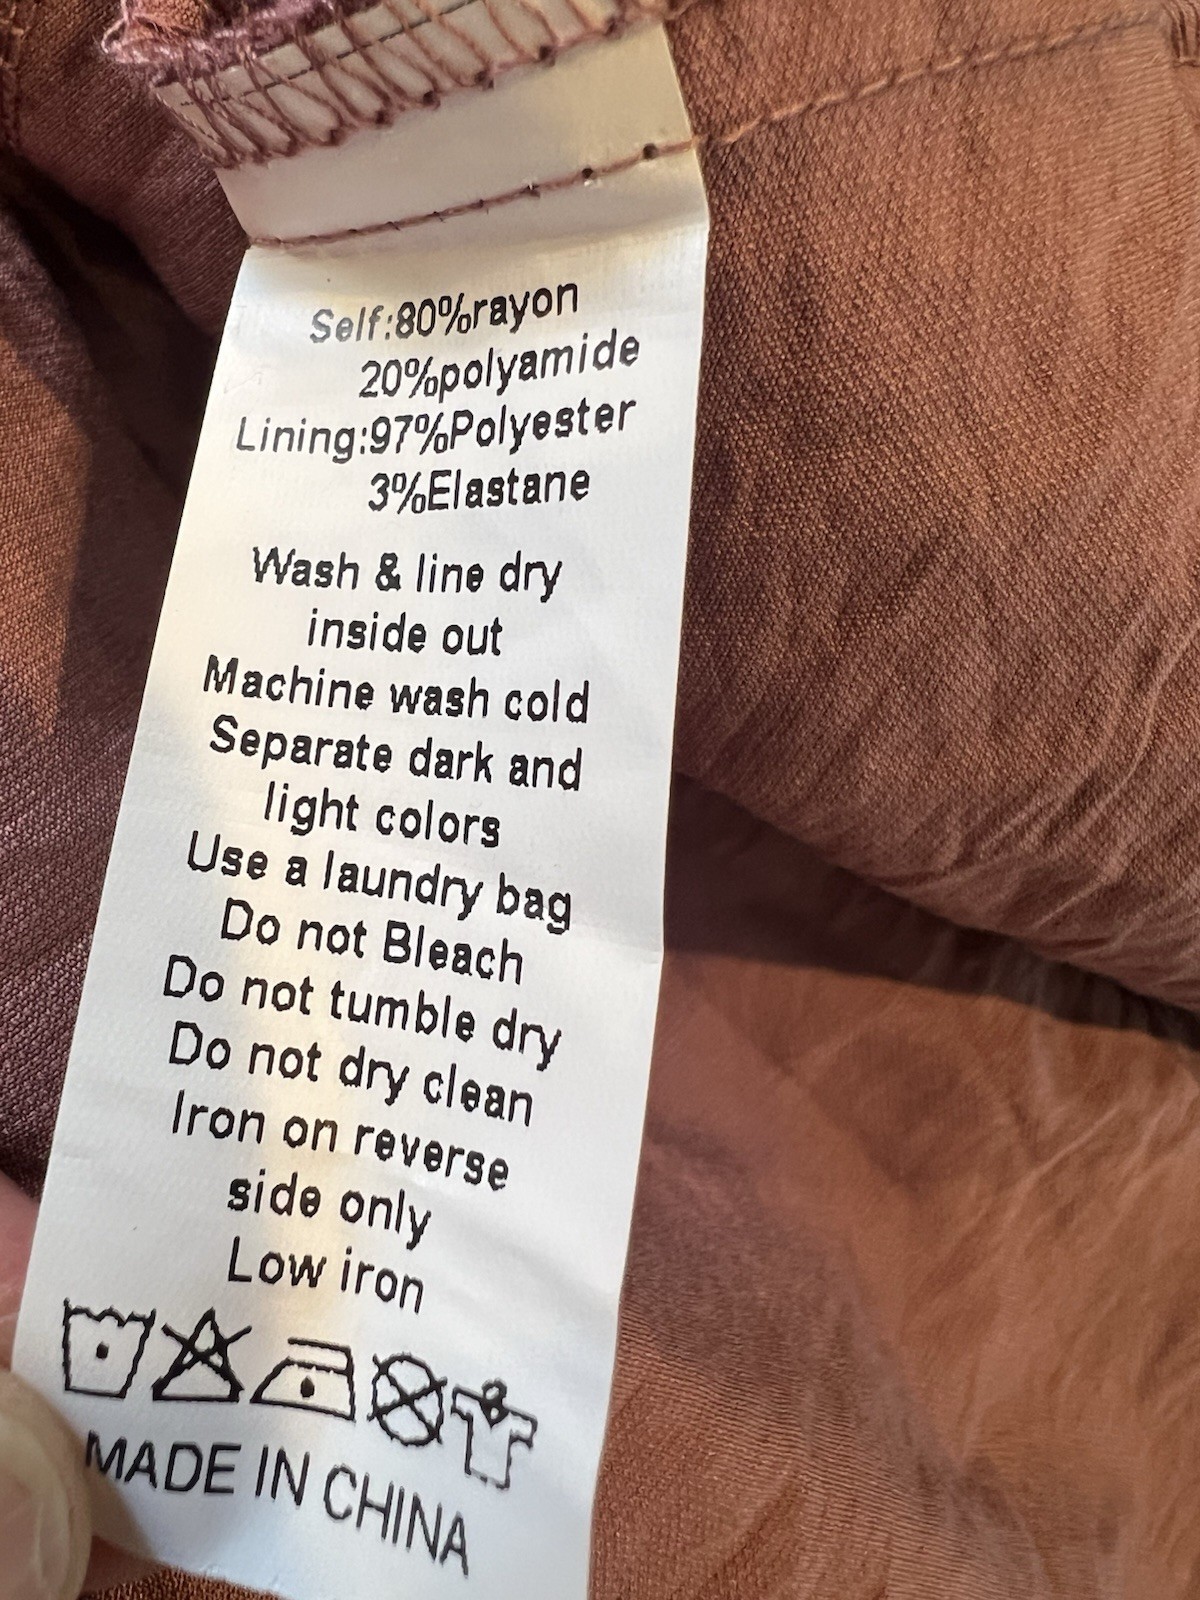 Self:80%rayon
20%polyamide
Lining:97%Polyester
3%Elastane
Wash & line dry
inside out
Machine wash cold
Separate dark and
light colors
Use a laundry bag
Do not Bleach
Do not tumble dry
Do not dry clean
Iron on reverse
side only
Low iron
MADE IN CHINA